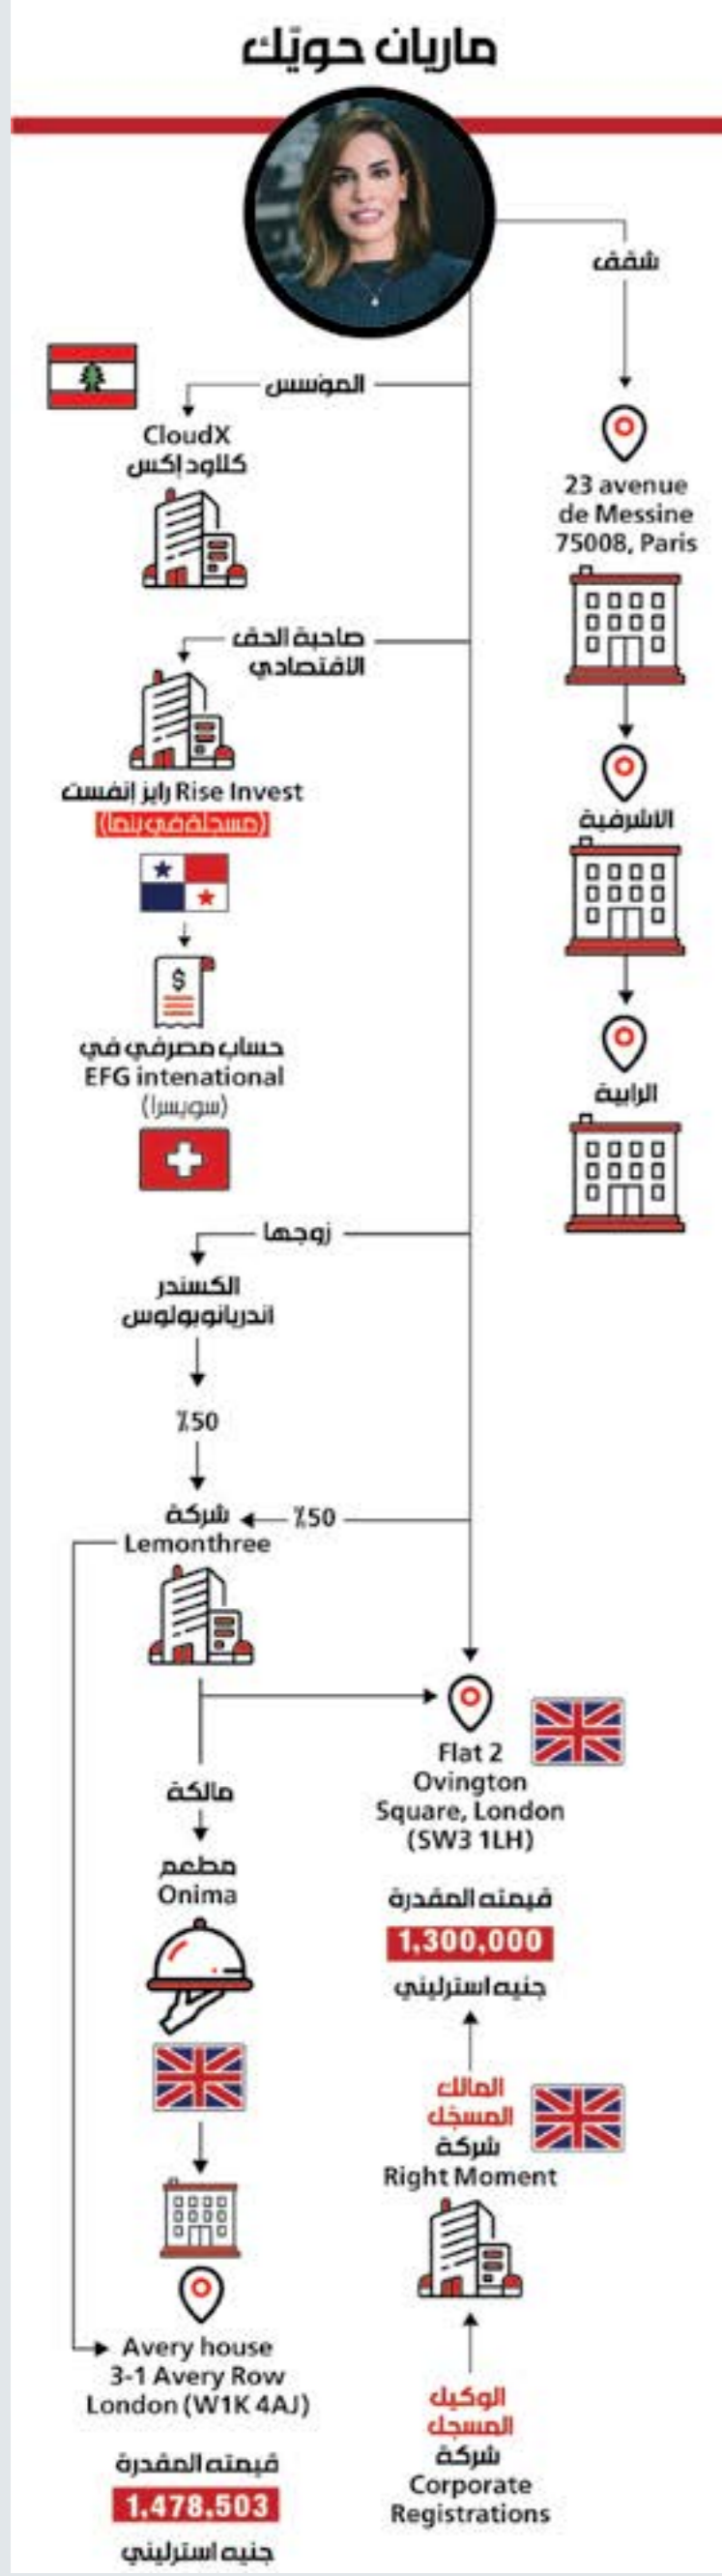 ماريان حويّك
شقق
23 avenue
de Messine
75008, Paris
الاشرفية
الرابية
المؤسس
CloudX
كلاود إكس
صاحبة الحق
الاقتصادي
Rise Invest رايز إنفست
(مسجلة في بنما)
$
حساب مصرفي في
EFG intenational
(سويسرا)
زوجها
الكسندر
اندريانوبولوس
%50
%50
شركة
Lemonthree
مالكة
مطعم
Onima
Avery house
3-1 Avery Row
London (W1K 4AJ)
قيمته المقدرة
1,478,503
جنيه استرليني
Flat 2
Ovington
Square, London
(SW3 1LH)
قيمته المقدرة
1,300,000
جنيه استرليني
المالك
المسجّل
شركة
Right Moment
الوكيل
المسجل
شركة
Corporate
Registrations